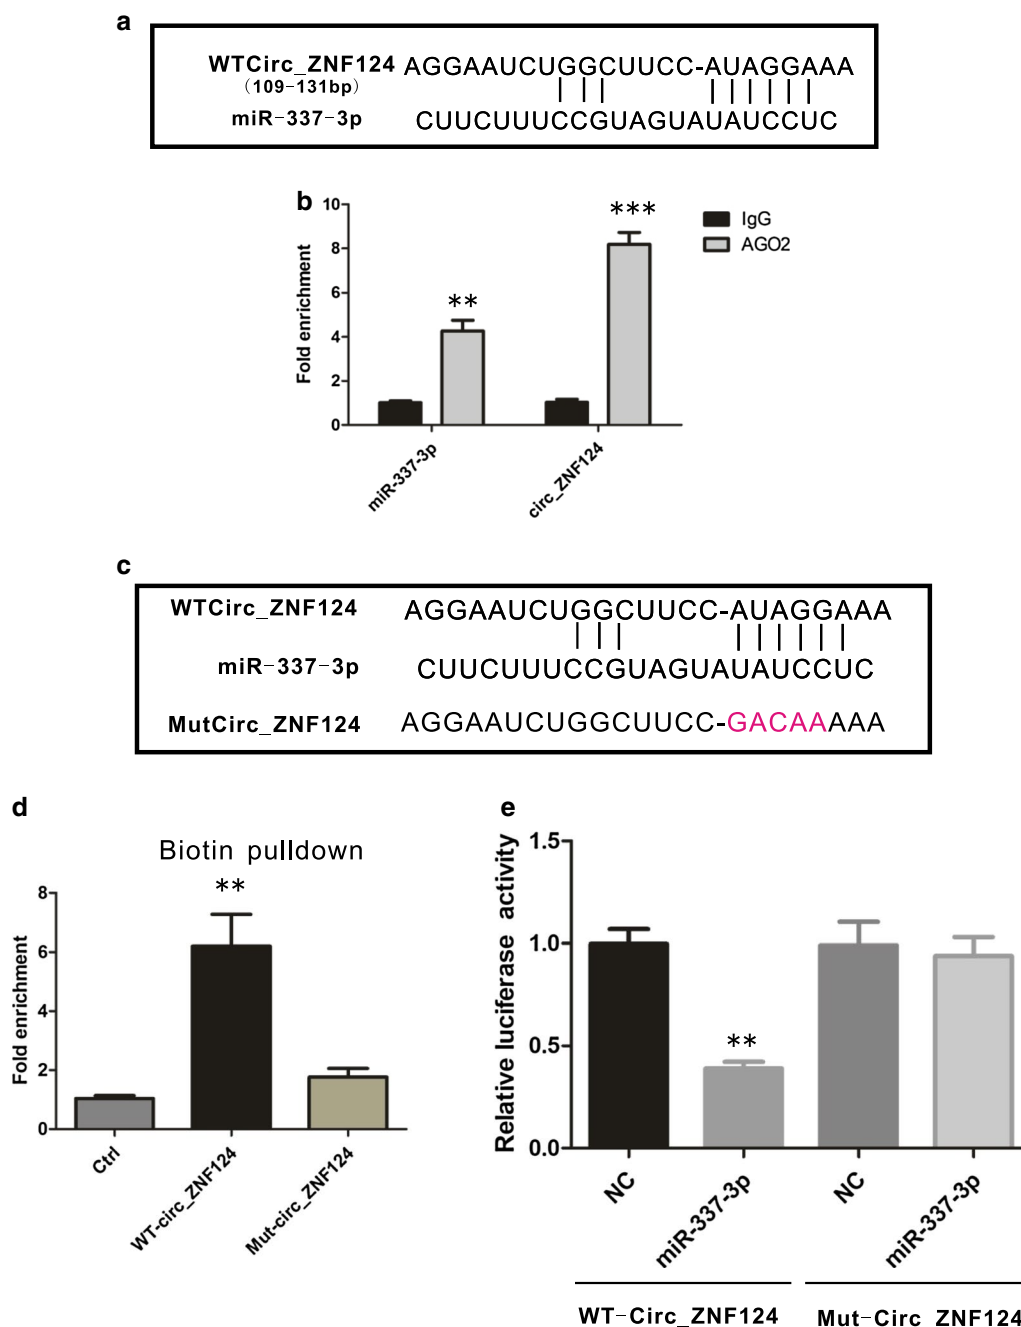 a
WTCirc_ZNF124 AGGAAUCUGGCUUCC-AUAGGAAA
(109-131bp)
miR-337-3p CUUCUUUCCGUAGUAUAUCCUC
b
Fold enrichment
10
8
6
4
2
0
**
***
IgG
AGO2
miR-337-3p
circ_ZNF124
c
WTCirc_ZNF124 AGGAAUCUGGCUUCC-AUAGGAAA
miR-337-3p CUUCUUUCCGUAGUAUAUCCUC
MutCirc_ZNF124 AGGAAUCUGGCUUCC-GACAAAAA
d
Biotin pulldown
**
Fold enrichment
8
6
4
2
0
Ctrl
WT-circ_ZNF124
Mut-circ_ZNF124
e
Relative luciferase activity
1.5
1.0
0.5
0.0
**
NC
miR-337-3p
NC
miR-337-3p
WT-Circ_ZNF124
Mut-Circ ZNF124